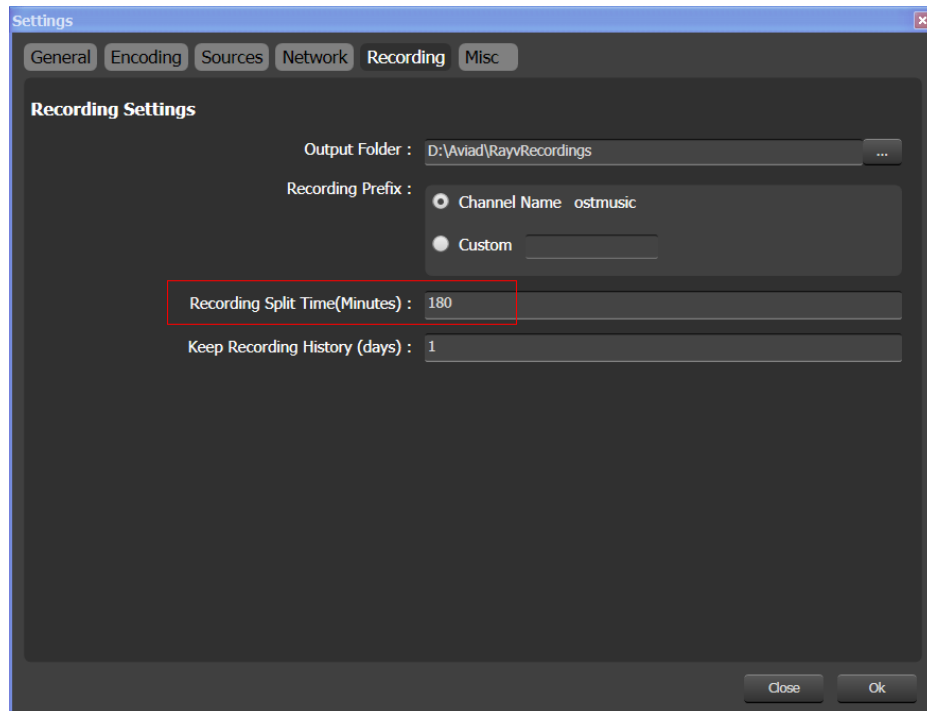 Settings
General Encoding Sources Network Recording Misc
Recording Settings
Output Folder : D:\Aviad\RayvRecordings ...
Recording Prefix :
Channel Name ostmusic
Custom
Recording Split Time(Minutes) : 180
Keep Recording History (days) : 1
Close Ok